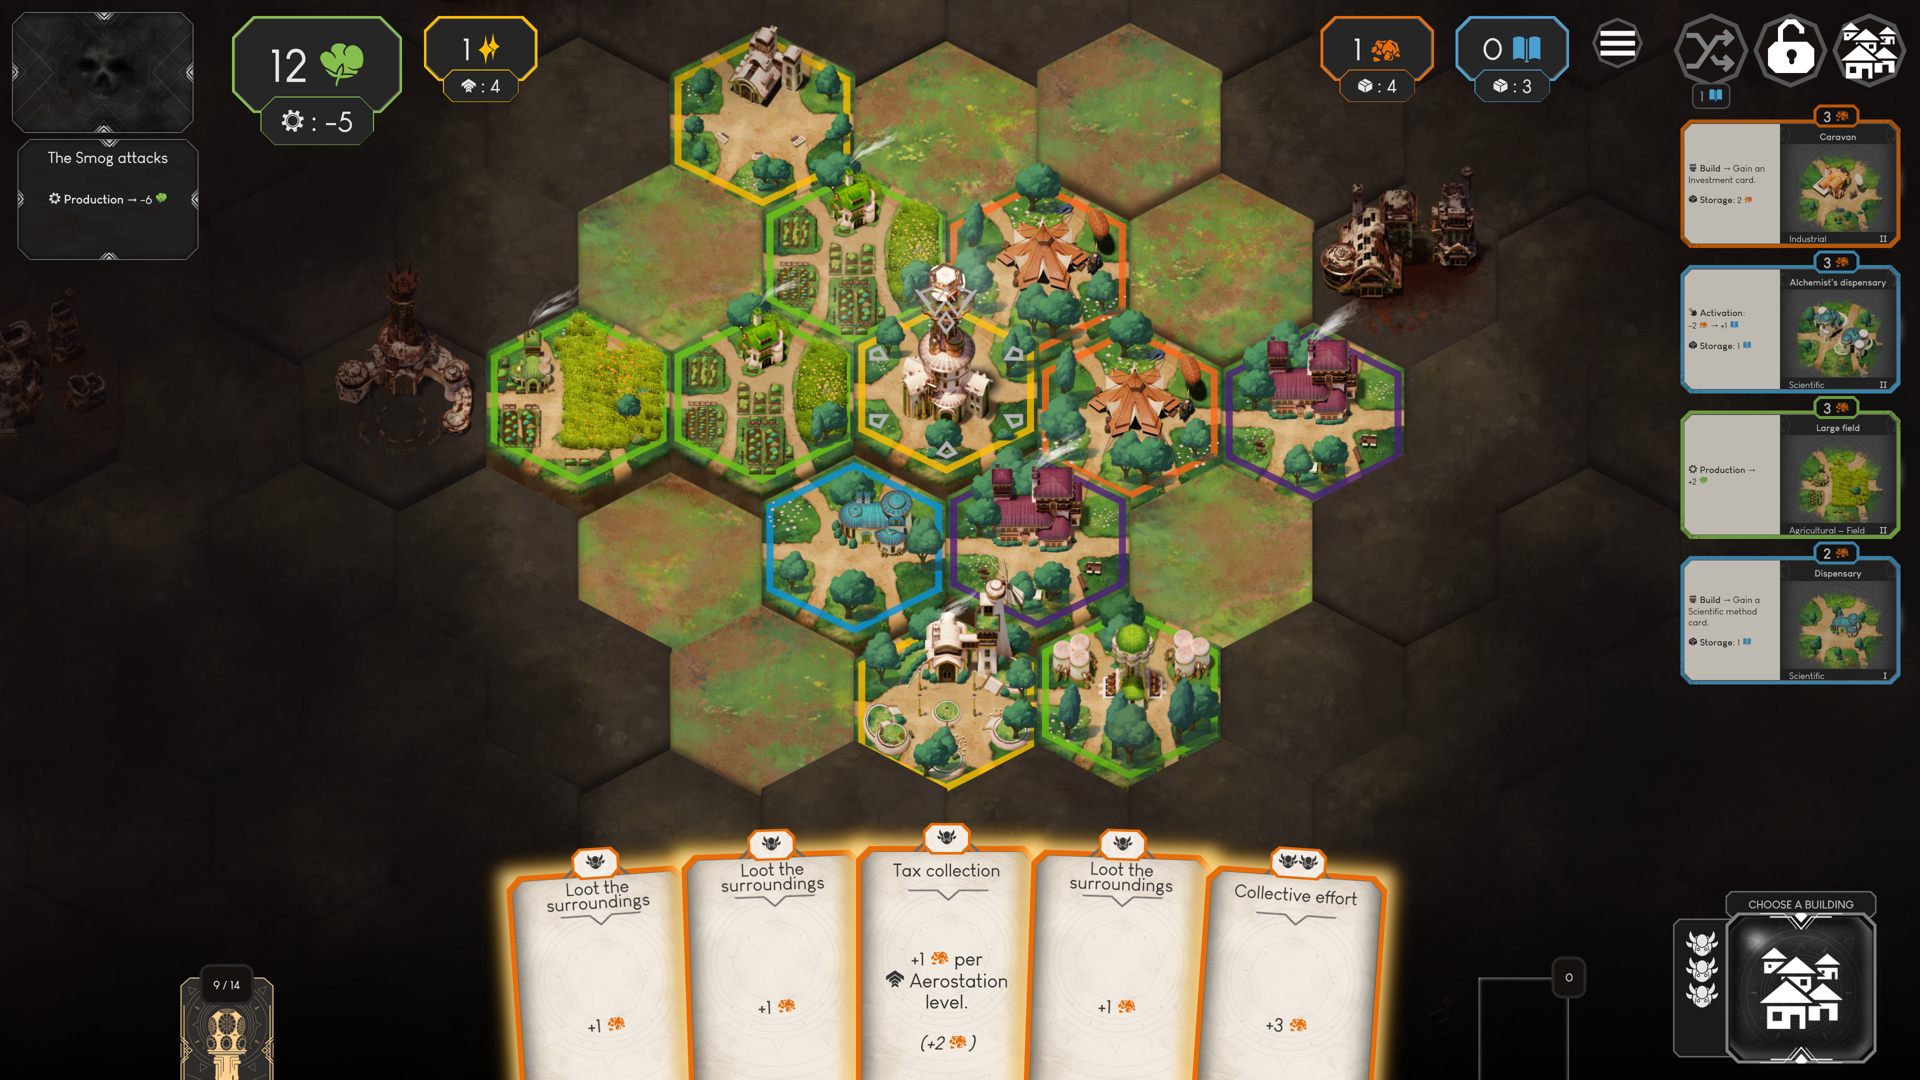 12
: -5
1
: 4
1
: 4
0
: 3
1
The Smog attacks
Production → -6
3
Caravan
Build → Gain an
Investment card.
Storage: 2
Industrial
II
3
Alchemist's dispensary
Activation:
-2 → +1
Storage: 1
Scientific
II
3
Large field
Production →
+2
Agricultural – Field
II
2
Dispensary
Build → Gain a
Scientific method
card.
Storage: 1
Scientific
I
Loot the
surroundings
+1
Loot the
surroundings
+1
Tax collection
+1 per
Aerostation
level.
(+2)
Loot the
surroundings
+1
Collective effort
+3
9 / 14
0
CHOOSE A BUILDING